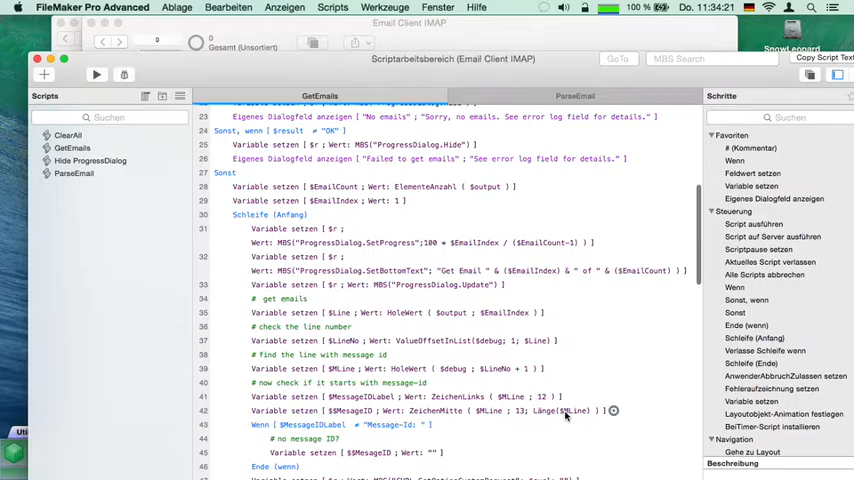 FileMaker Pro Advanced Ablage Bearbeiten Anzeigen Scripts Werkzeuge Fenster Hilfe 100 % Do. 11:34:21
Email Client IMAP
0 0
Gesamt (Unsortiert)
SnowLeopard
Scriptarbeitsbereich (Email Client IMAP) GoTo MBS Search Copy Script Text
Scripts GetEmails ParseEmail Schritte
Suchen
ClearAll
GetEmails
Hide ProgressDialog
ParseEmail
23 Eigenes Dialogfeld anzeigen ["No emails" ; "Sorry, no emails. See error log field for details." ]
24 Sonst, wenn [ $result ≠ "OK" ]
25 Variable setzen [ $r ; Wert: MBS("ProgressDialog.Hide") ]
26 Eigenes Dialogfeld anzeigen [ "Failed to get emails" ; "See error log field for details." ]
27 Sonst
28 Variable setzen [ $EmailCount ; Wert: ElementeAnzahl ( $output ) ]
29 Variable setzen [ $EmailIndex ; Wert: 1 ]
30 Schleife (Anfang)
31 Variable setzen [ $r ;
Wert: MBS("ProgressDialog.SetProgress";100 * $EmailIndex / ($EmailCount-1) ) ]
32 Variable setzen [ $r ;
Wert: MBS("ProgressDialog.SetBottomText"; "Get Email " & ($EmailIndex) & " of " & ($EmailCount) ) ]
33 Variable setzen [ $r ; Wert: MBS("ProgressDialog.Update") ]
34 # get emails
35 Variable setzen [ $Line ; Wert: HoleWert ( $output ; $EmailIndex ) ]
36 # check the line number
37 Variable setzen [ $LineNo ; Wert: ValueOffsetInList($debug; 1; $Line) ]
38 # find the line with message id
39 Variable setzen [ $MLine ; Wert: HoleWert ( $debug ; $LineNo + 1 ) ]
40 # now check if it starts with message-id
41 Variable setzen [ $MessageIDLabel ; Wert: ZeichenLinks ( $MLine ; 12 ) ]
42 Variable setzen [ $$MesageID ; Wert: ZeichenMitte ( $MLine ; 13; Länge($MLine) ) ]
43 Wenn [ $MessageIDLabel ≠ "Message-Id: " ]
44 # no message ID?
45 Variable setzen [ $$MesageID ; Wert: "" ]
46 Ende (wenn)
Suchen
Favoriten
# (Kommentar)
Wenn
Feldwert setzen
Variable setzen
Eigenes Dialogfeld anzeigen
Steuerung
Script ausführen
Script auf Server ausführen
Scriptpause setzen
Aktuelles Script verlassen
Alle Scripts abbrechen
Wenn
Sonst, wenn
Sonst
Ende (wenn)
Schleife (Anfang)
Verlasse Schleife wenn
Schleife (Ende)
AnwenderAbbruchZulassen setzen
Fehleraufzeichnung setzen
Variable setzen
Layoutobjekt-Animation festlegen
BeiTimer-Script installieren
Navigation
Gehe zu Layout
Beschreibung